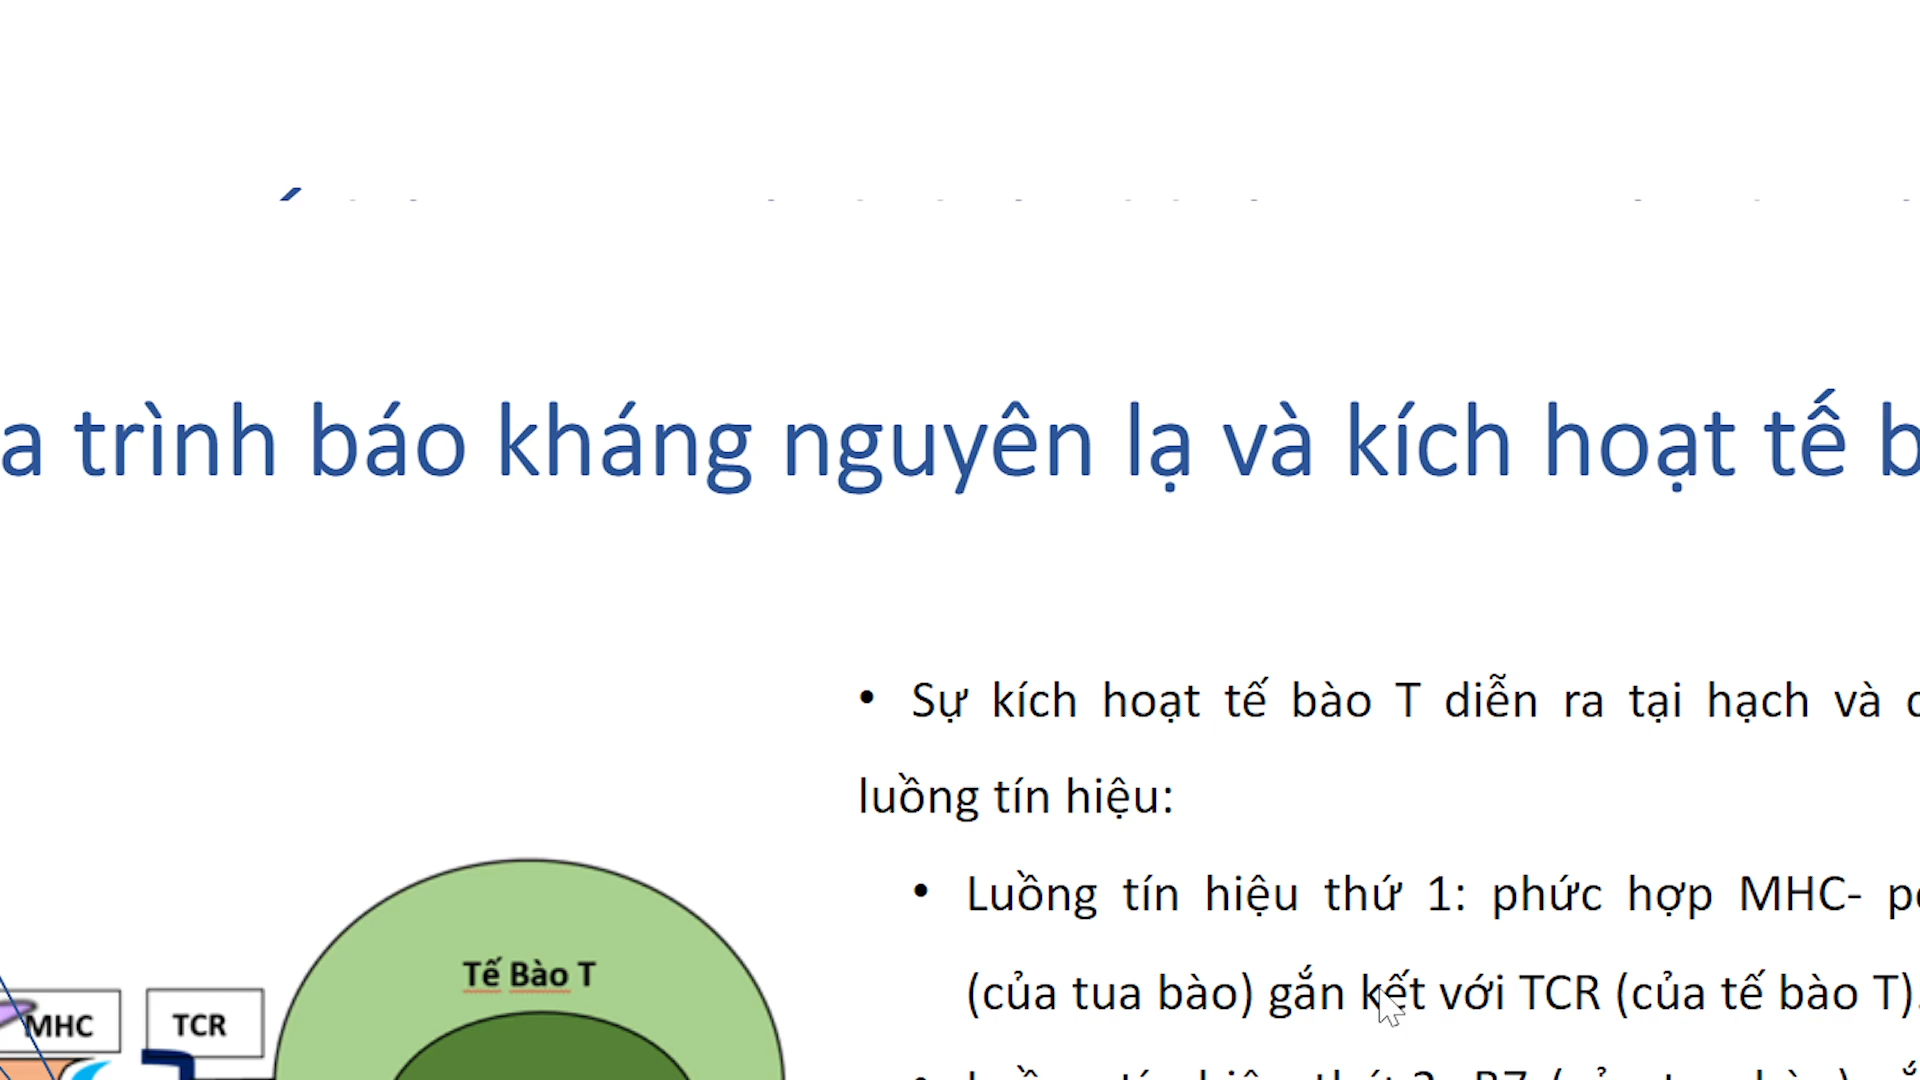 a trình báo kháng nguyên lạ và kích hoạt tế b
• Sự kích hoạt tế bào T diễn ra tại hạch và
luồng tín hiệu:
• Luồng tín hiệu thứ 1: phức hợp MHC-
(của tua bào) gắn kết với TCR (của tế bào T)
Tế Bào T
MHC
TCR